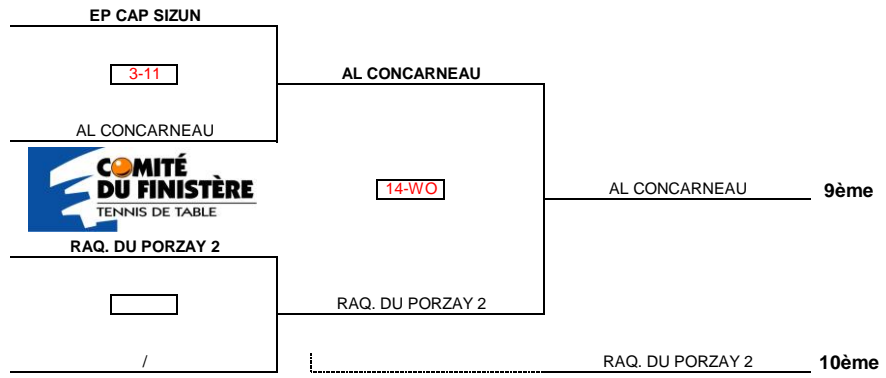 EP CAP SIZUN
3-11
AL CONCARNEAU
AL CONCARNEAU
COMITÉ
DU FINISTÈRE
TENNIS DE TABLE
14-WO
AL CONCARNEAU 9ème
RAQ. DU PORZAY 2
RAQ. DU PORZAY 2
/
RAQ. DU PORZAY 2 10ème